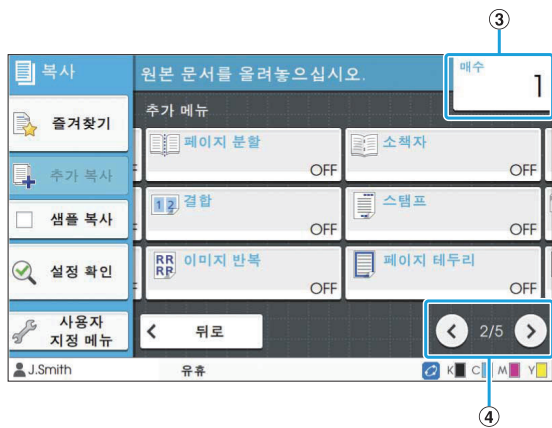 ③
복사
원본 문서를 올려놓으십시오.
매수
1
즐겨찾기
추가 메뉴
페이지 분할
OFF
소책자
OFF
추가 복사
결합
OFF
스탬프
OFF
샘플 복사
설정 확인
이미지 반복
OFF
페이지 테두리
OFF
사용자
지정 메뉴
뒤로
2/5
J.Smith
유휴
K C M Y
④